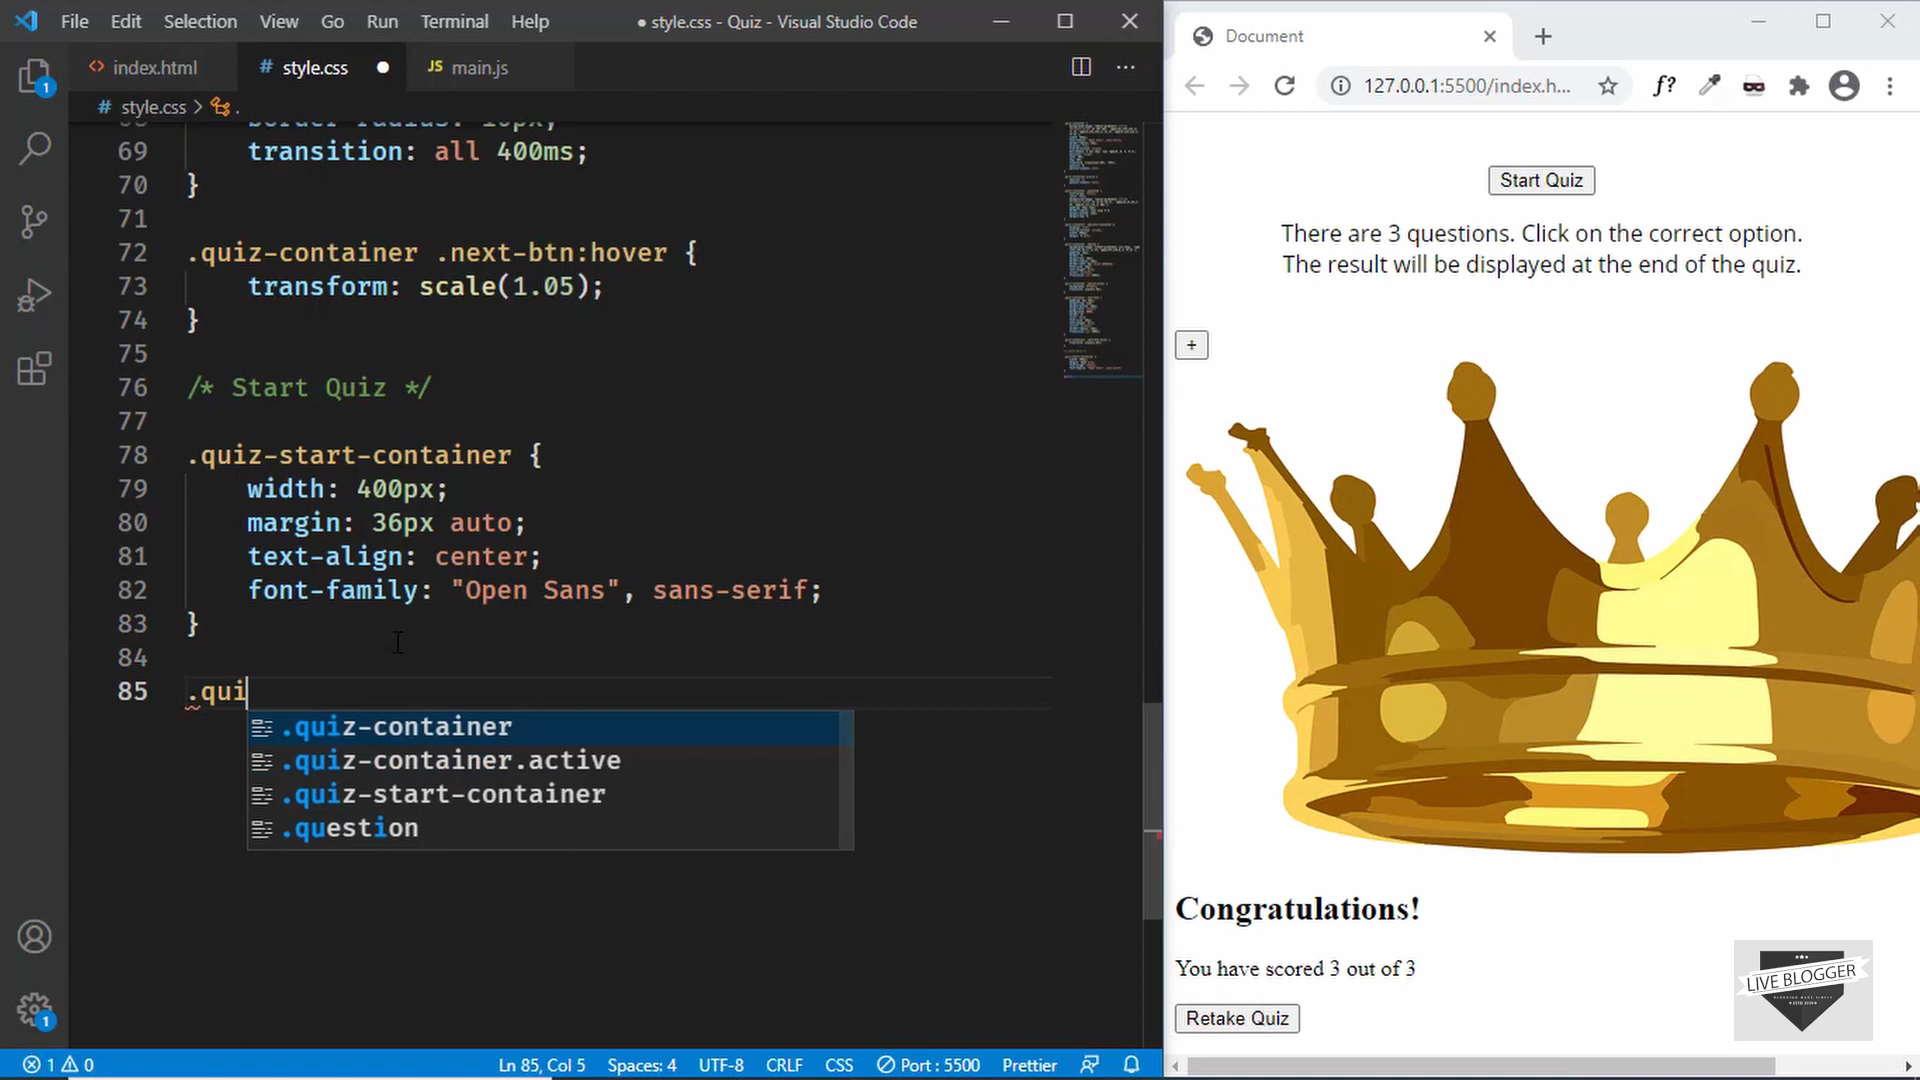 File Edit Selection View Go Run Terminal Help
● style.css - Quiz - Visual Studio Code
index.html
# style.css
JS main.js
# style.css > .
69 transition: all 400ms;
70 }
71
72 .quiz-container .next-btn:hover {
73 transform: scale(1.05);
74 }
75
76 /* Start Quiz */
77
78 .quiz-start-container {
79 width: 400px;
80 margin: 36px auto;
81 text-align: center;
82 font-family: "Open Sans", sans-serif;
83 }
84
85 .qui
.quiz-container
.quiz-container.active
.quiz-start-container
.question
1
1
1 0
Ln 85, Col 5 Spaces: 4 UTF-8 CRLF CSS Port : 5500 Prettier
Document
127.0.0.1:5500/index.h...
f?
Start Quiz
There are 3 questions. Click on the correct option.
The result will be displayed at the end of the quiz.
+
Congratulations!
You have scored 3 out of 3
Retake Quiz
LIVE BLOGGER